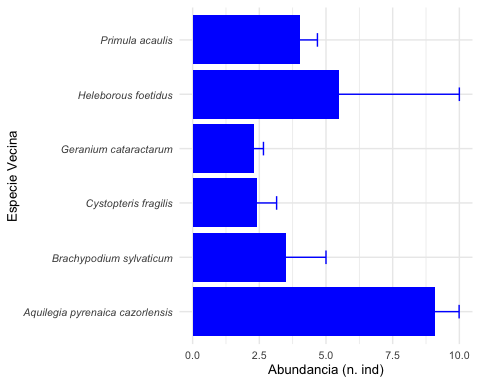 Primula acaulis
Heleborous foetidus
Geranium cataractarum
Cystopteris fragilis
Brachypodium sylvaticum
Aquilegia pyrenaica cazorlensis
Especie Vecina
0.0 2.5 5.0 7.5 10.0
Abundancia (n. ind)